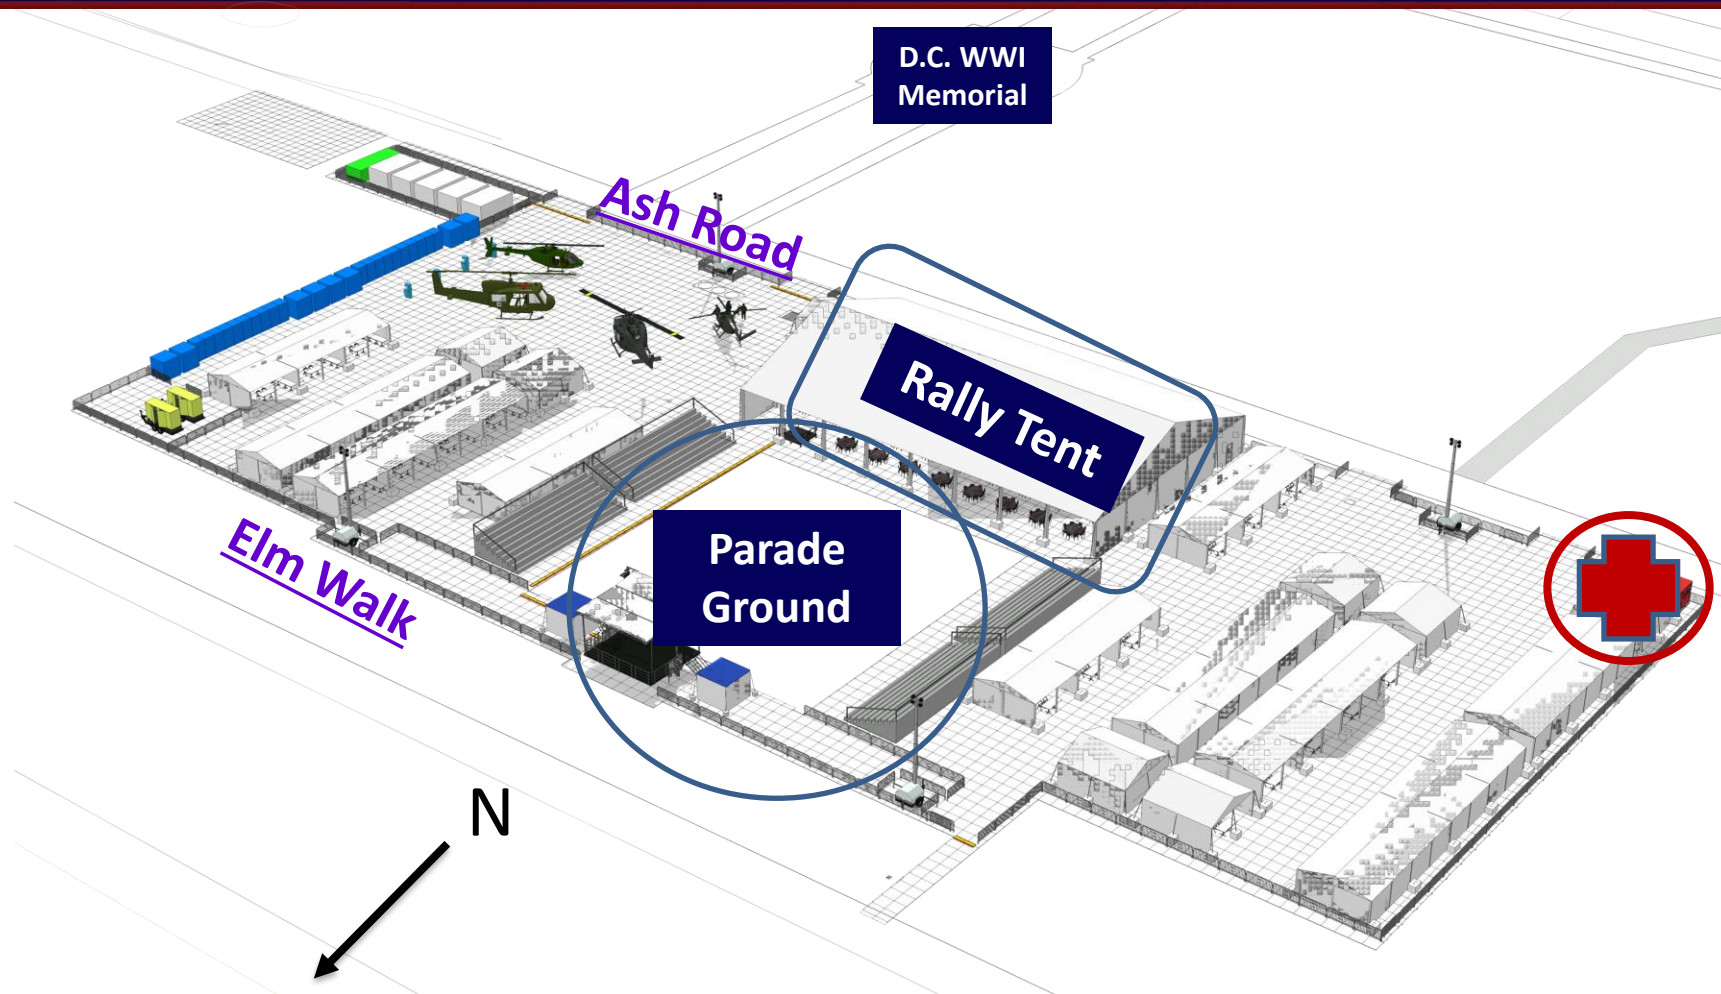 D.C. WWI
Memorial
Ash Road
Rally Tent
Parade
Ground
Elm Walk
N